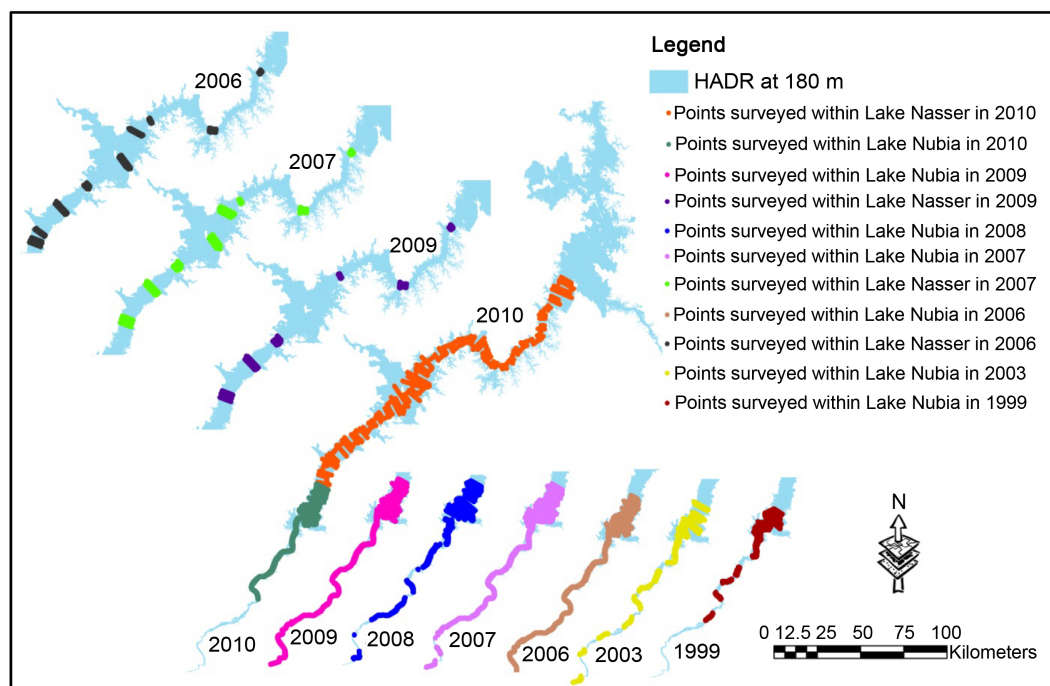 Legend
HADR at 180 m
Points surveyed within Lake Nasser in 2010
Points surveyed within Lake Nubia in 2010
Points surveyed within Lake Nubia in 2009
Points surveyed within Lake Nasser in 2009
Points surveyed within Lake Nubia in 2008
Points surveyed within Lake Nubia in 2007
Points surveyed within Lake Nasser in 2007
Points surveyed within Lake Nubia in 2006
Points surveyed within Lake Nasser in 2006
Points surveyed within Lake Nubia in 2003
Points surveyed within Lake Nubia in 1999
2006
2007
2009
2010
2010
2009
2008
2007
2006
2003
1999
N
0 12.5 25 50 75 100
Kilometers